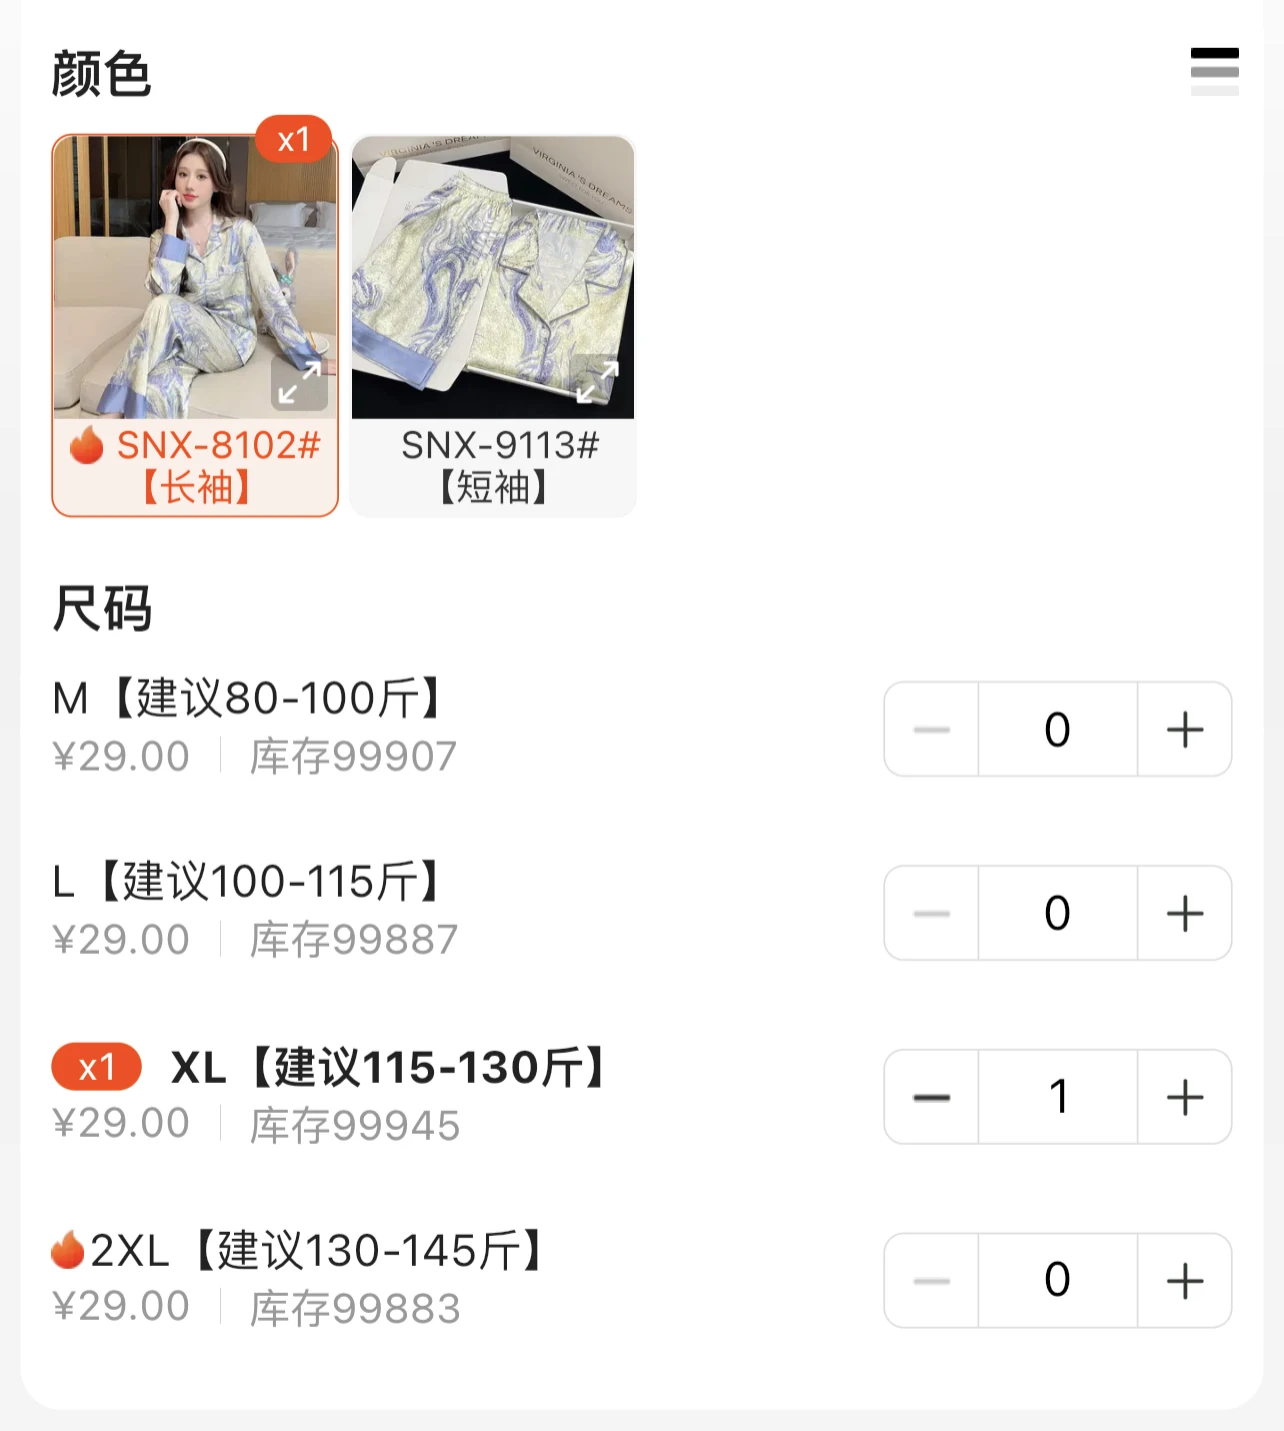 颜色
x1
VIRGINIA'S DREAMS
SNX-8102#
【长袖】
SNX-9113#
【短袖】
尺码
M【建议80-100斤】
¥29.00 库存99907
0
L【建议100-115斤】
¥29.00 库存99887
0
x1 XL【建议115-130斤】
¥29.00 库存99945
1
2XL【建议130-145斤】
¥29.00 库存99883
0